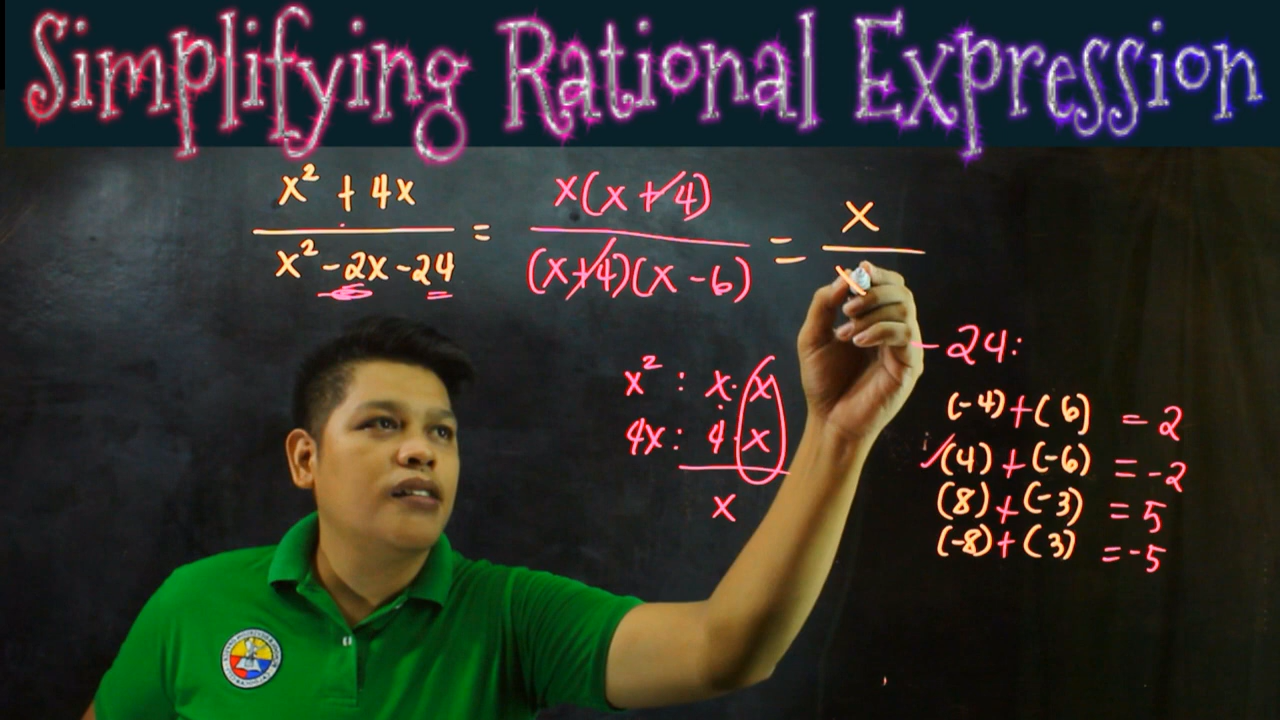 Simplifying Rational Expression
x² + 4x / x² - 2x - 24 = x(x + 4) / (x + 4)(x - 6) = x / x
x² : x · x
4x : 4 · x
x
-24:
(-4) + (6) = 2
(4) + (-6) = -2
(8) + (-3) = 5
(-8) + (3) = -5